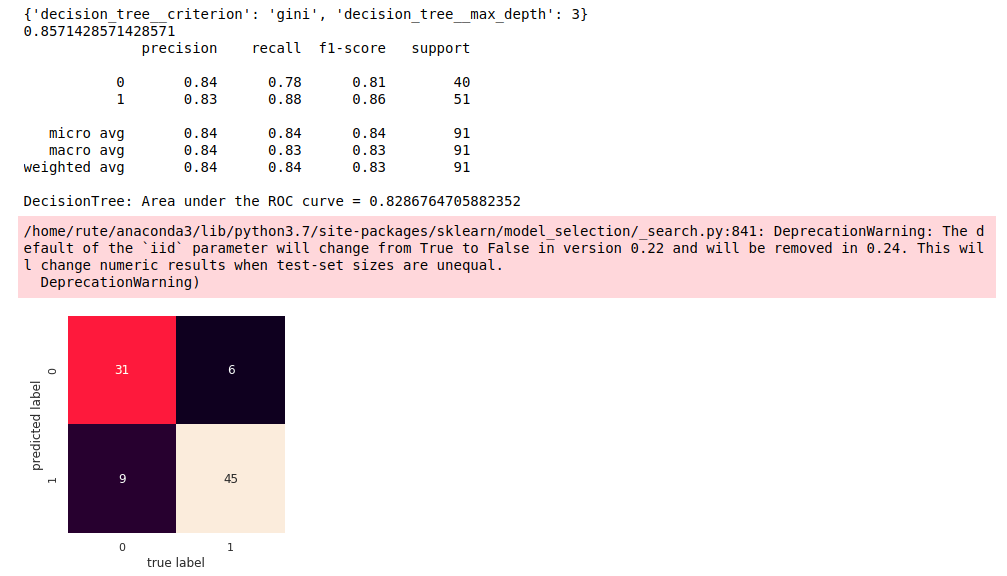 {'decision_tree__criterion': 'gini', 'decision_tree__max_depth': 3}
0.8571428571428571
precision recall f1-score support
0 0.84 0.78 0.81 40
1 0.83 0.88 0.86 51
micro avg 0.84 0.84 0.84 91
macro avg 0.84 0.83 0.83 91
weighted avg 0.84 0.84 0.83 91
DecisionTree: Area under the ROC curve = 0.8286764705882352
/home/rute/anaconda3/lib/python3.7/site-packages/sklearn/model_selection/_search.py:841: DeprecationWarning: The d
efault of the `iid` parameter will change from True to False in version 0.22 and will be removed in 0.24. This wil
l change numeric results when test-set sizes are unequal.
DeprecationWarning)
31 6
0
predicted label
9 45
1
0 1
true label